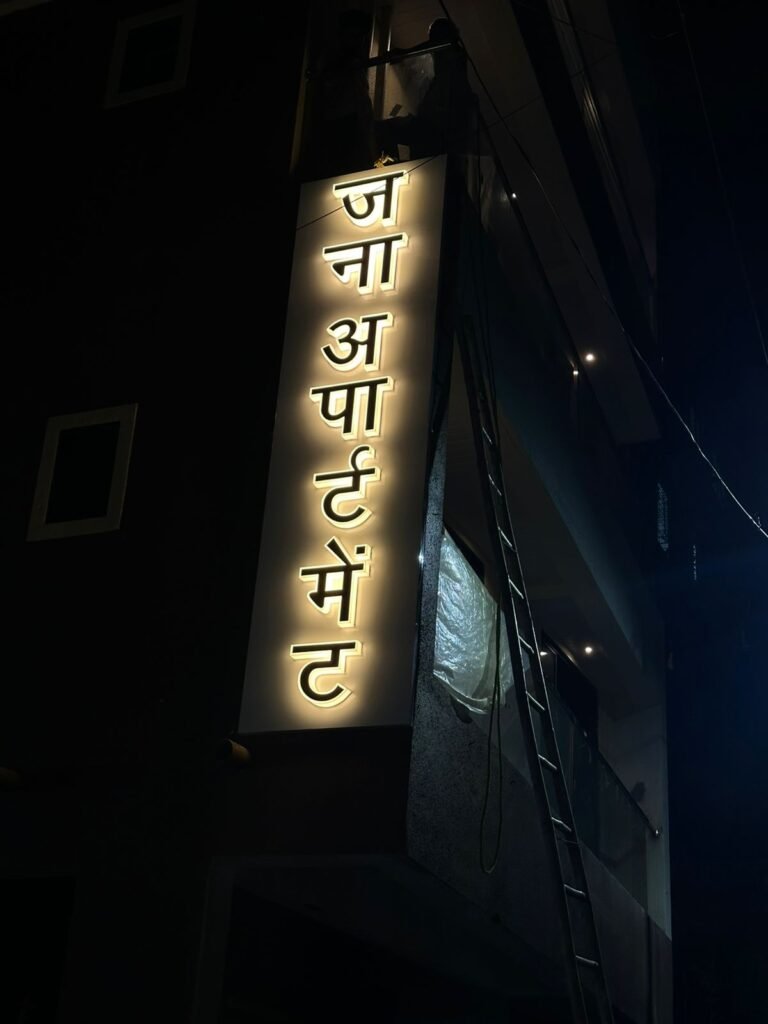 ज
ना
अ
पा
र्ट
में
ट